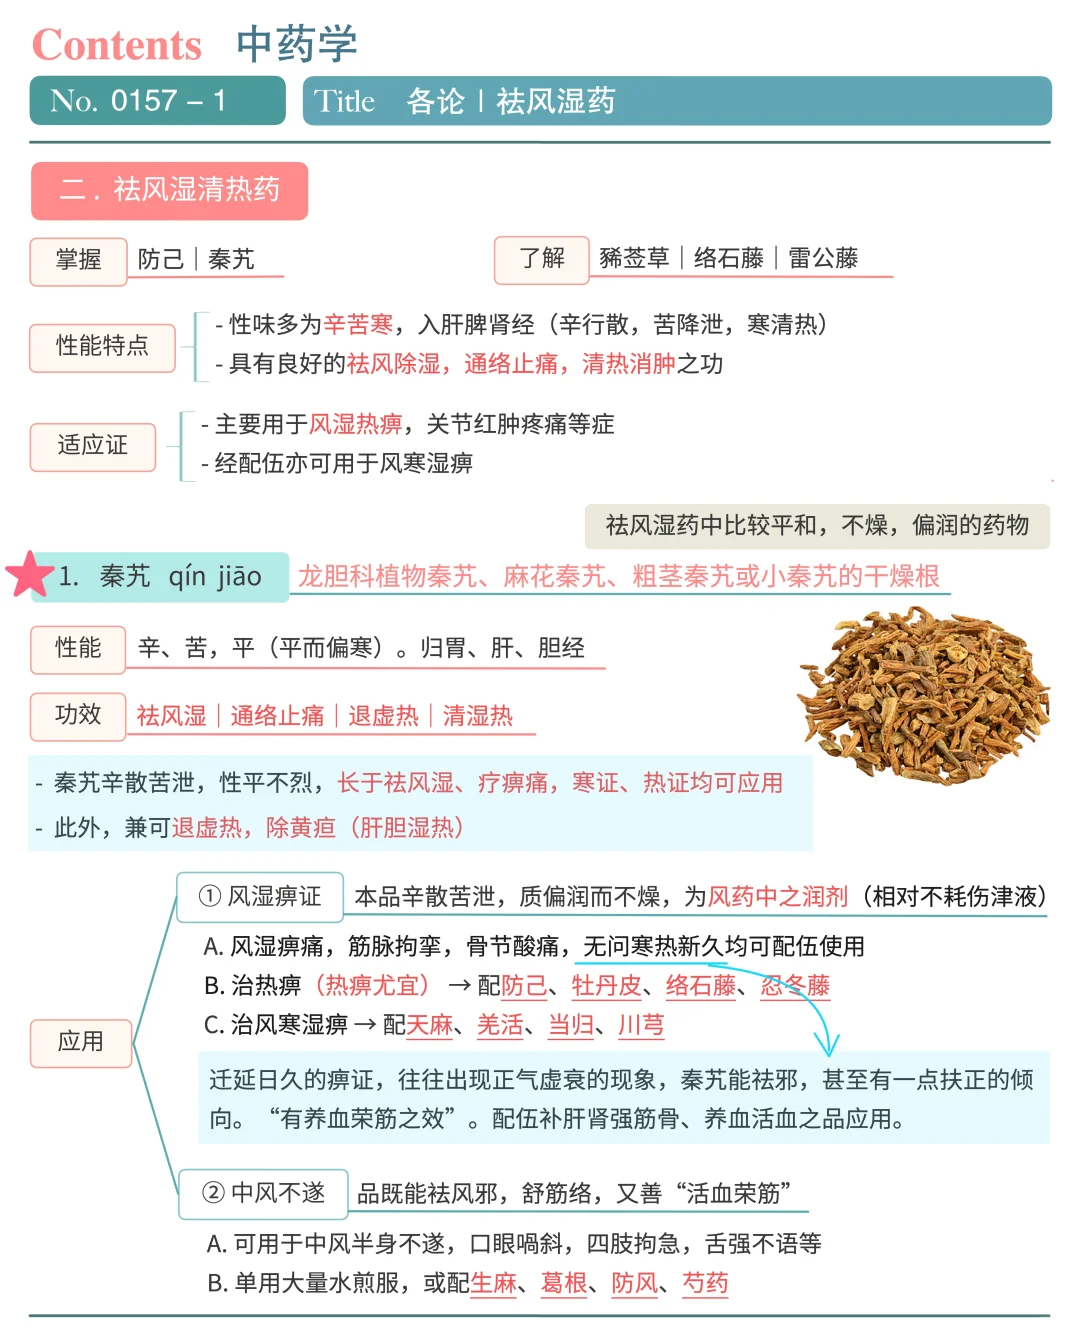 Contents 中药学
No. 0157 – 1
Title 各论｜祛风湿药
二 . 祛风湿清热药
掌握 防己｜秦艽
了解 豨莶草｜络石藤｜雷公藤
性能特点
- 性味多为辛苦寒，入肝脾肾经（辛行散，苦降泄，寒清热）
- 具有良好的祛风除湿，通络止痛，清热消肿之功
适应证
- 主要用于风湿热痹，关节红肿疼痛等症
- 经配伍亦可用于风寒湿痹
祛风湿药中比较平和，不燥，偏润的药物
1. 秦艽 qín jiāo 龙胆科植物秦艽、麻花秦艽、粗茎秦艽或小秦艽的干燥根
性能 辛、苦，平（平而偏寒）。归胃、肝、胆经
功效 祛风湿｜通络止痛｜退虚热｜清湿热
- 秦艽辛散苦泄，性平不烈，长于祛风湿、疗痹痛，寒证、热证均可应用
- 此外，兼可退虚热，除黄疸（肝胆湿热）
应用
① 风湿痹证 本品辛散苦泄，质偏润而不燥，为风药中之润剂（相对不耗伤津液）
A. 风湿痹痛，筋脉拘挛，骨节酸痛，无问寒热新久均可配伍使用
B. 治热痹（热痹尤宜） → 配防己、牡丹皮、络石藤、忍冬藤
C. 治风寒湿痹 → 配天麻、羌活、当归、川芎
迁延日久的痹证，往往出现正气虚衰的现象，秦艽能祛邪，甚至有一点扶正的倾
向。“有养血荣筋之效”。配伍补肝肾强筋骨、养血活血之品应用。
② 中风不遂 品既能祛风邪，舒筋络，又善“活血荣筋”
A. 可用于中风半身不遂，口眼喎斜，四肢拘急，舌强不语等
B. 单用大量水煎服，或配生麻、葛根、防风、芍药